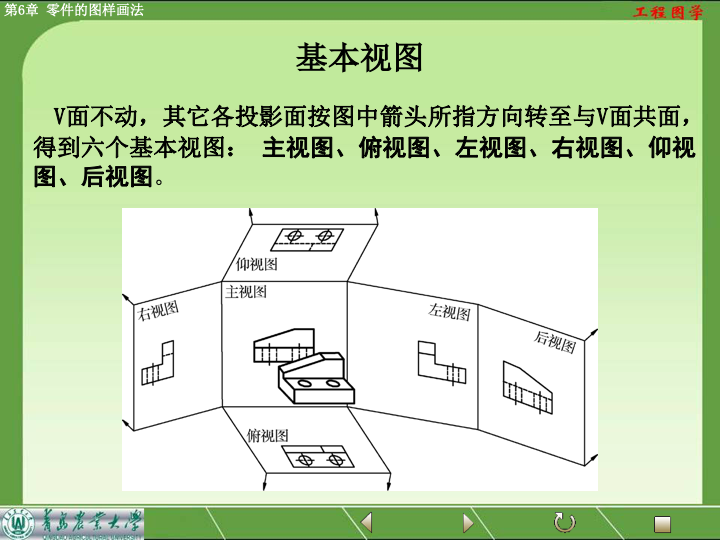 第6章 零件的图样画法
工程图学
基本视图
V面不动，其它各投影面按图中箭头所指方向转至与V面共面，
得到六个基本视图： 主视图、俯视图、左视图、右视图、仰视
图、后视图。
仰视图
主视图
右视图
左视图
后视图
俯视图
青岛农业大学